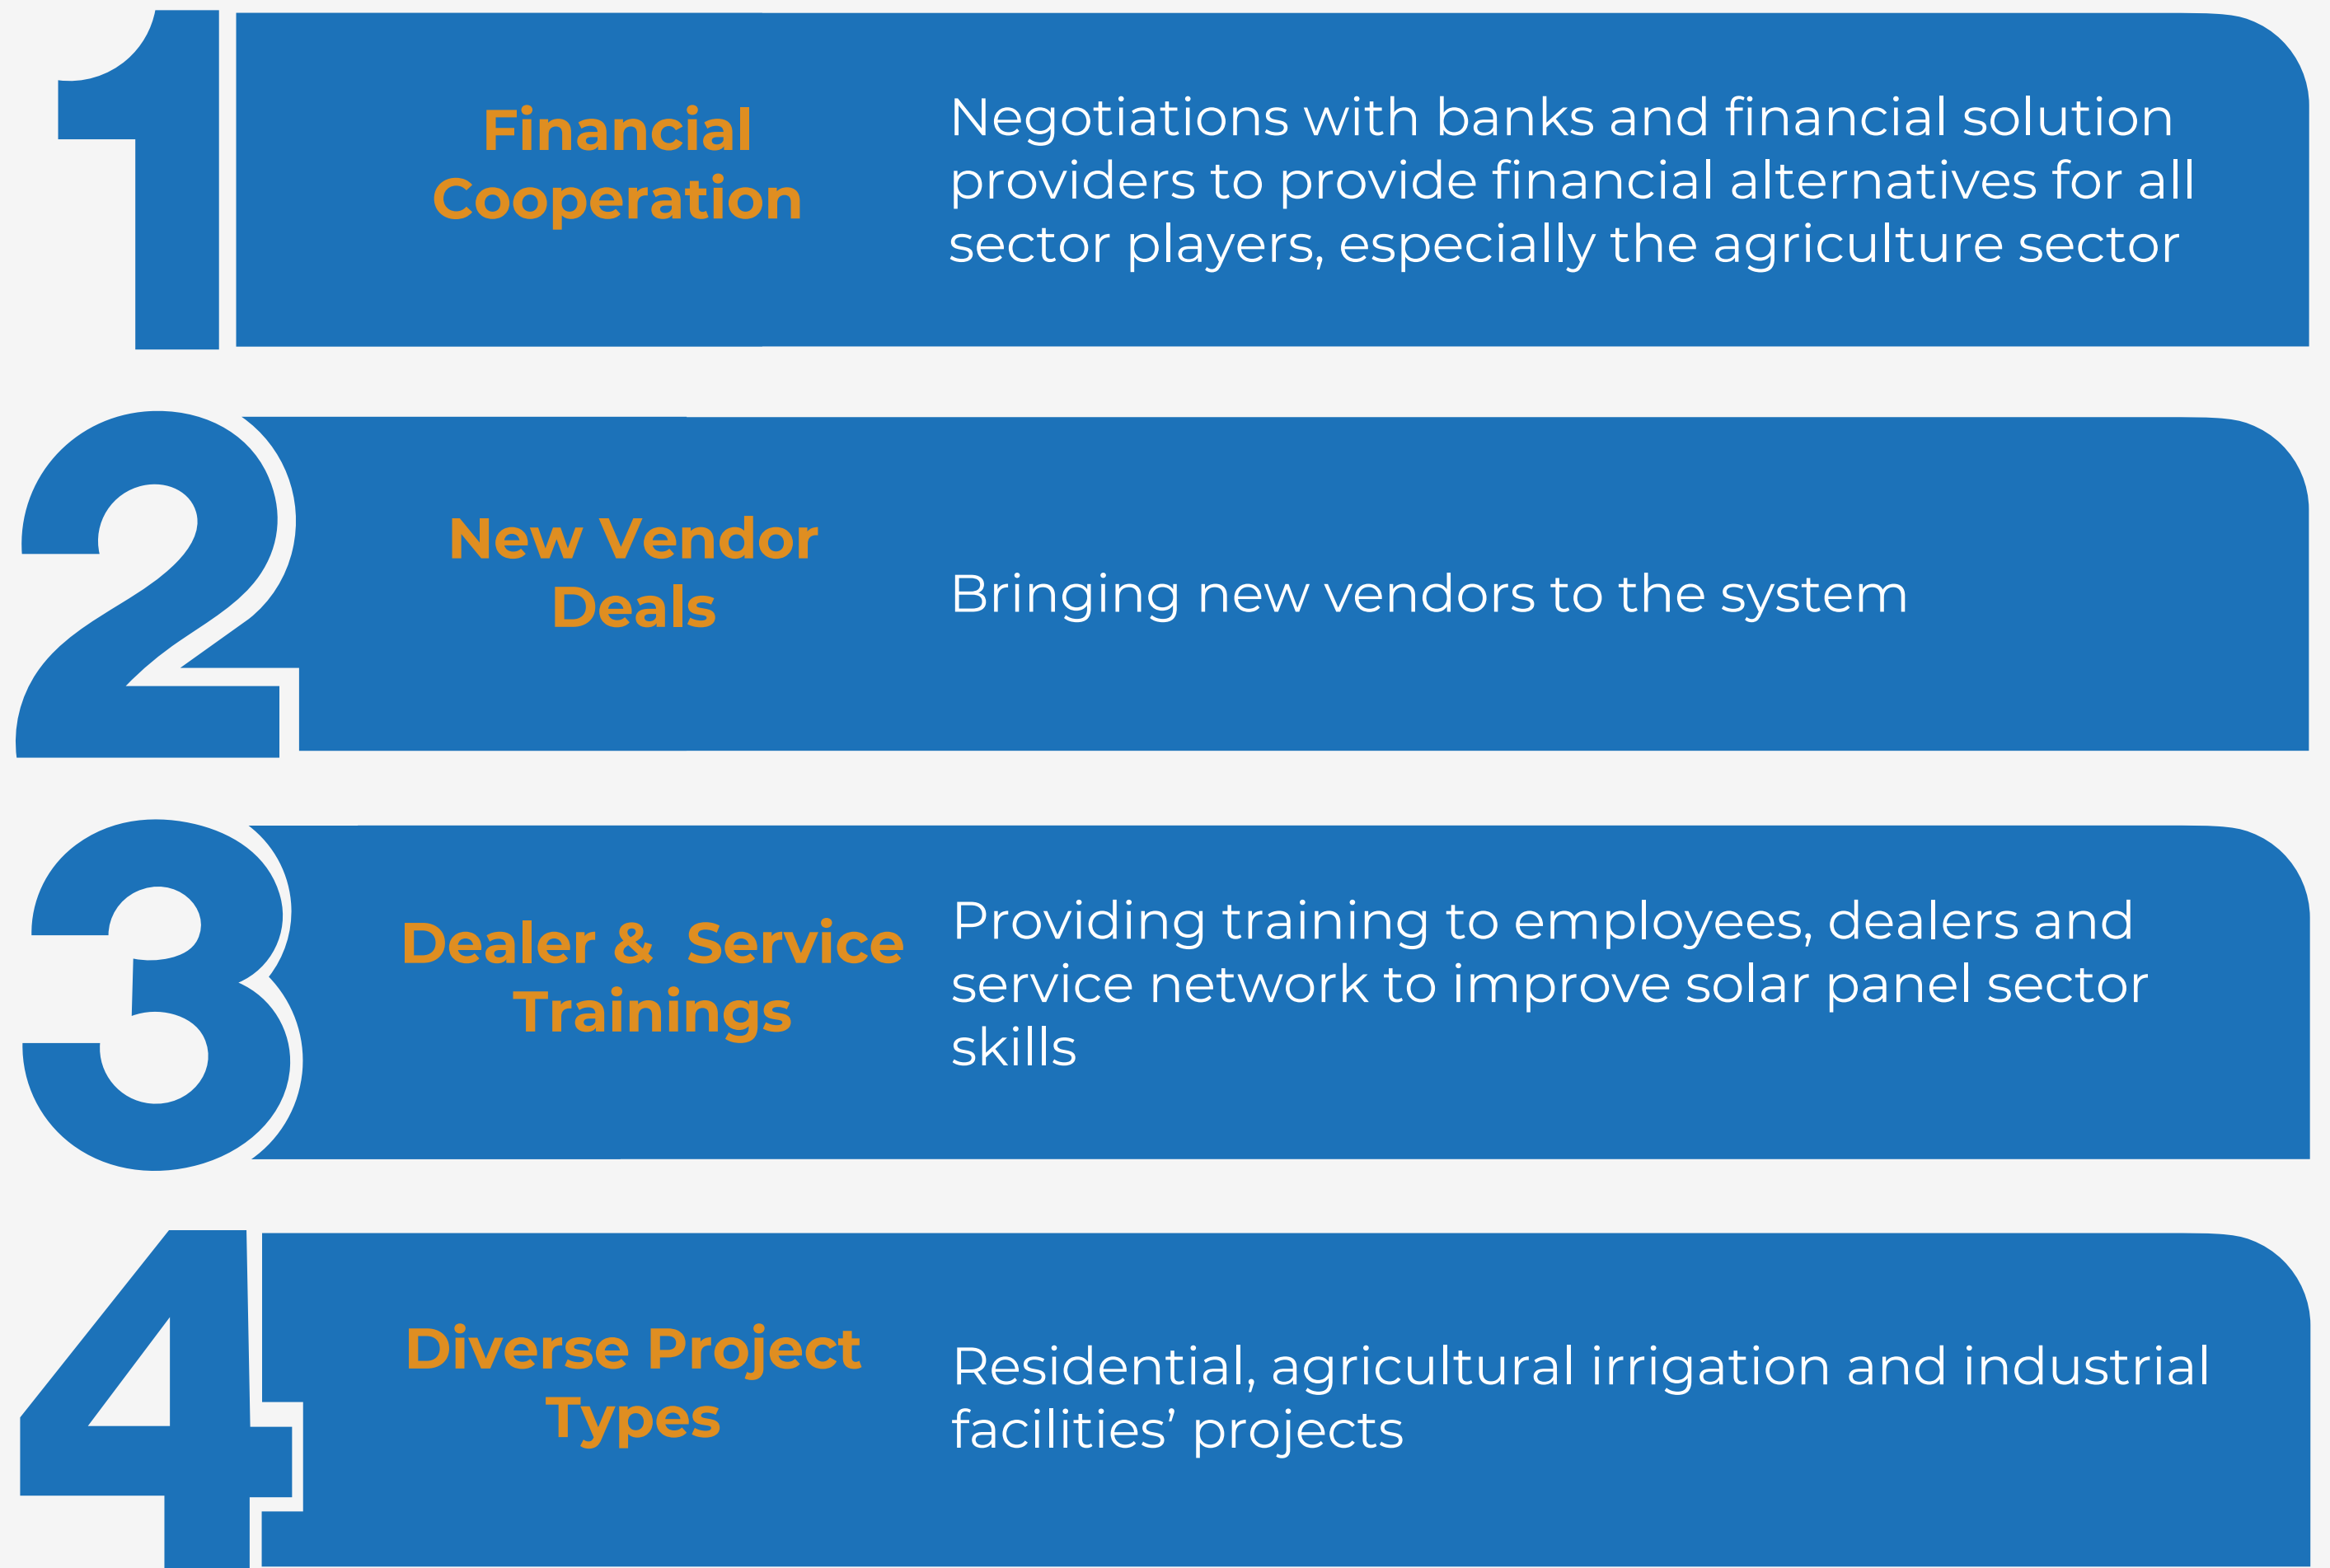 1
Financial
Cooperation
Negotiations with banks and financial solution
providers to provide financial alternatives for all
sector players, especially the agriculture sector
2
New Vendor
Deals
Bringing new vendors to the system
3
Dealer &  Service
Trainings
Providing training to employees, dealers and
service network to improve solar panel sector
skills
4
Diverse Project
Types
Residential, agricultural irrigation and industrial
facilities’ projects